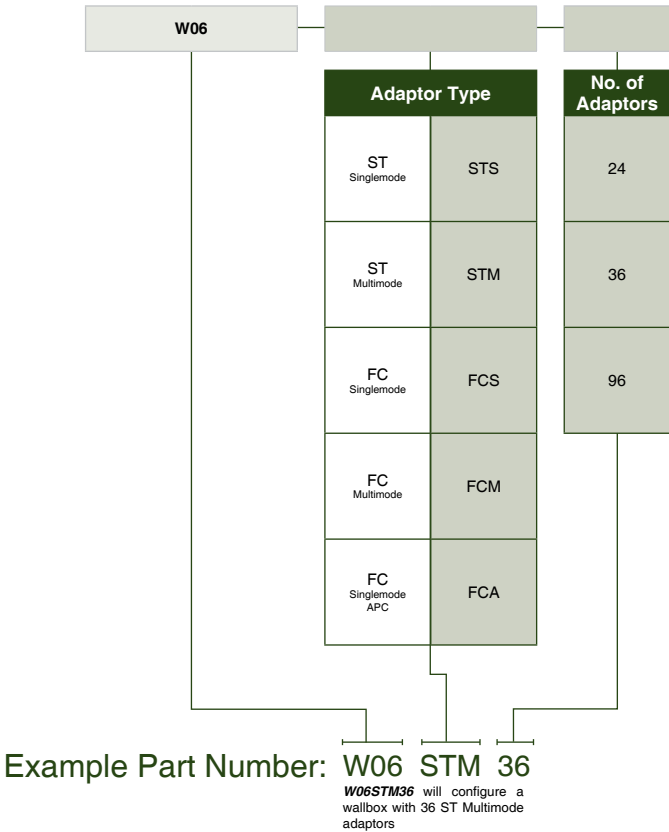 W06
Adaptor Type
No. of
Adaptors
ST
Singlemode
STS
24
ST
Multimode
STM
36
FC
Singlemode
FCS
96
FC
Multimode
FCM
FC
Singlemode
APC
FCA
Example Part Number: W06 STM 36
W06STM36 will configure a
wallbox with 36 ST Multimode
adaptors